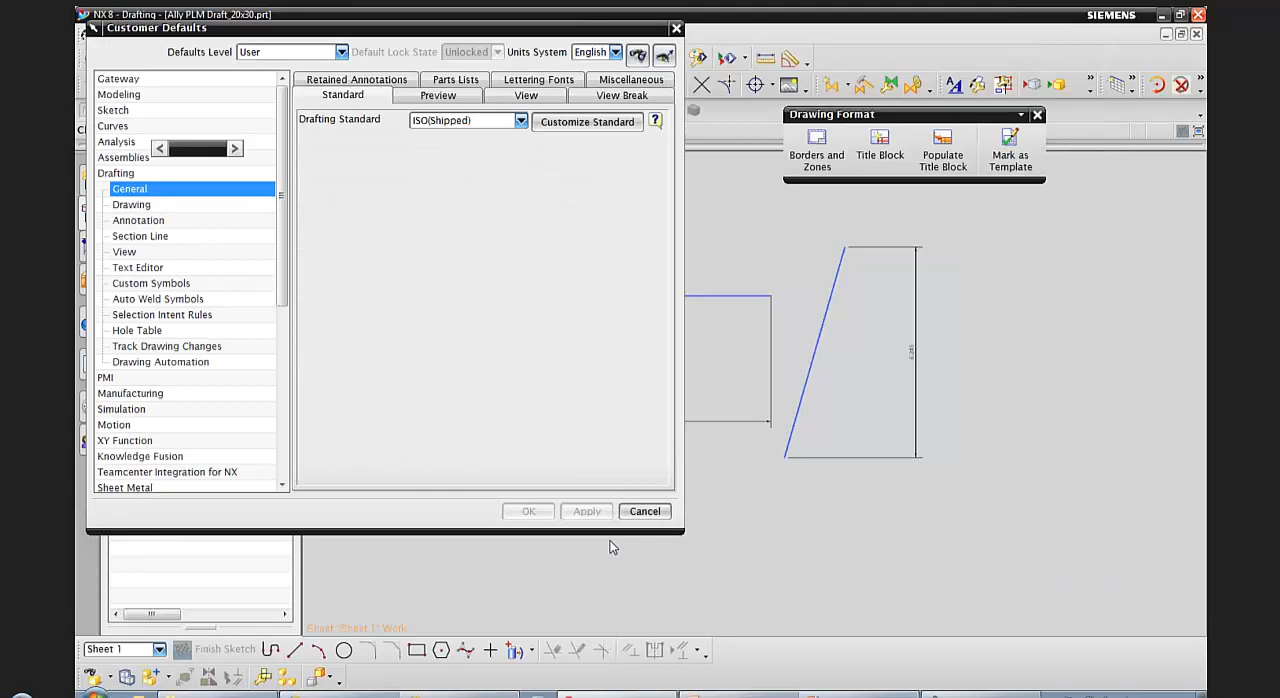 NX 8 - Drafting - [Ally PLM Draft_20x30.prt]
SIEMENS
Customer Defaults
Defaults Level
User
Default Lock State
Unlocked
Units System
English
Gateway
Modeling
Sketch
Curves
Analysis
Assemblies
Drafting
General
Drawing
Annotation
Section Line
View
Text Editor
Custom Symbols
Auto Weld Symbols
Selection Intent Rules
Hole Table
Track Drawing Changes
Drawing Automation
PMI
Manufacturing
Simulation
Motion
XY Function
Knowledge Fusion
Teamcenter Integration for NX
Sheet Metal
Retained Annotations
Parts Lists
Lettering Fonts
Miscellaneous
Standard
Preview
View
View Break
Drafting Standard
ISO(Shipped)
Customize Standard
OK
Apply
Cancel
Drawing Format
Borders and
Zones
Title Block
Populate
Title Block
Mark as
Template
Sheet "Sheet 1" Work
Sheet 1
Finish Sketch